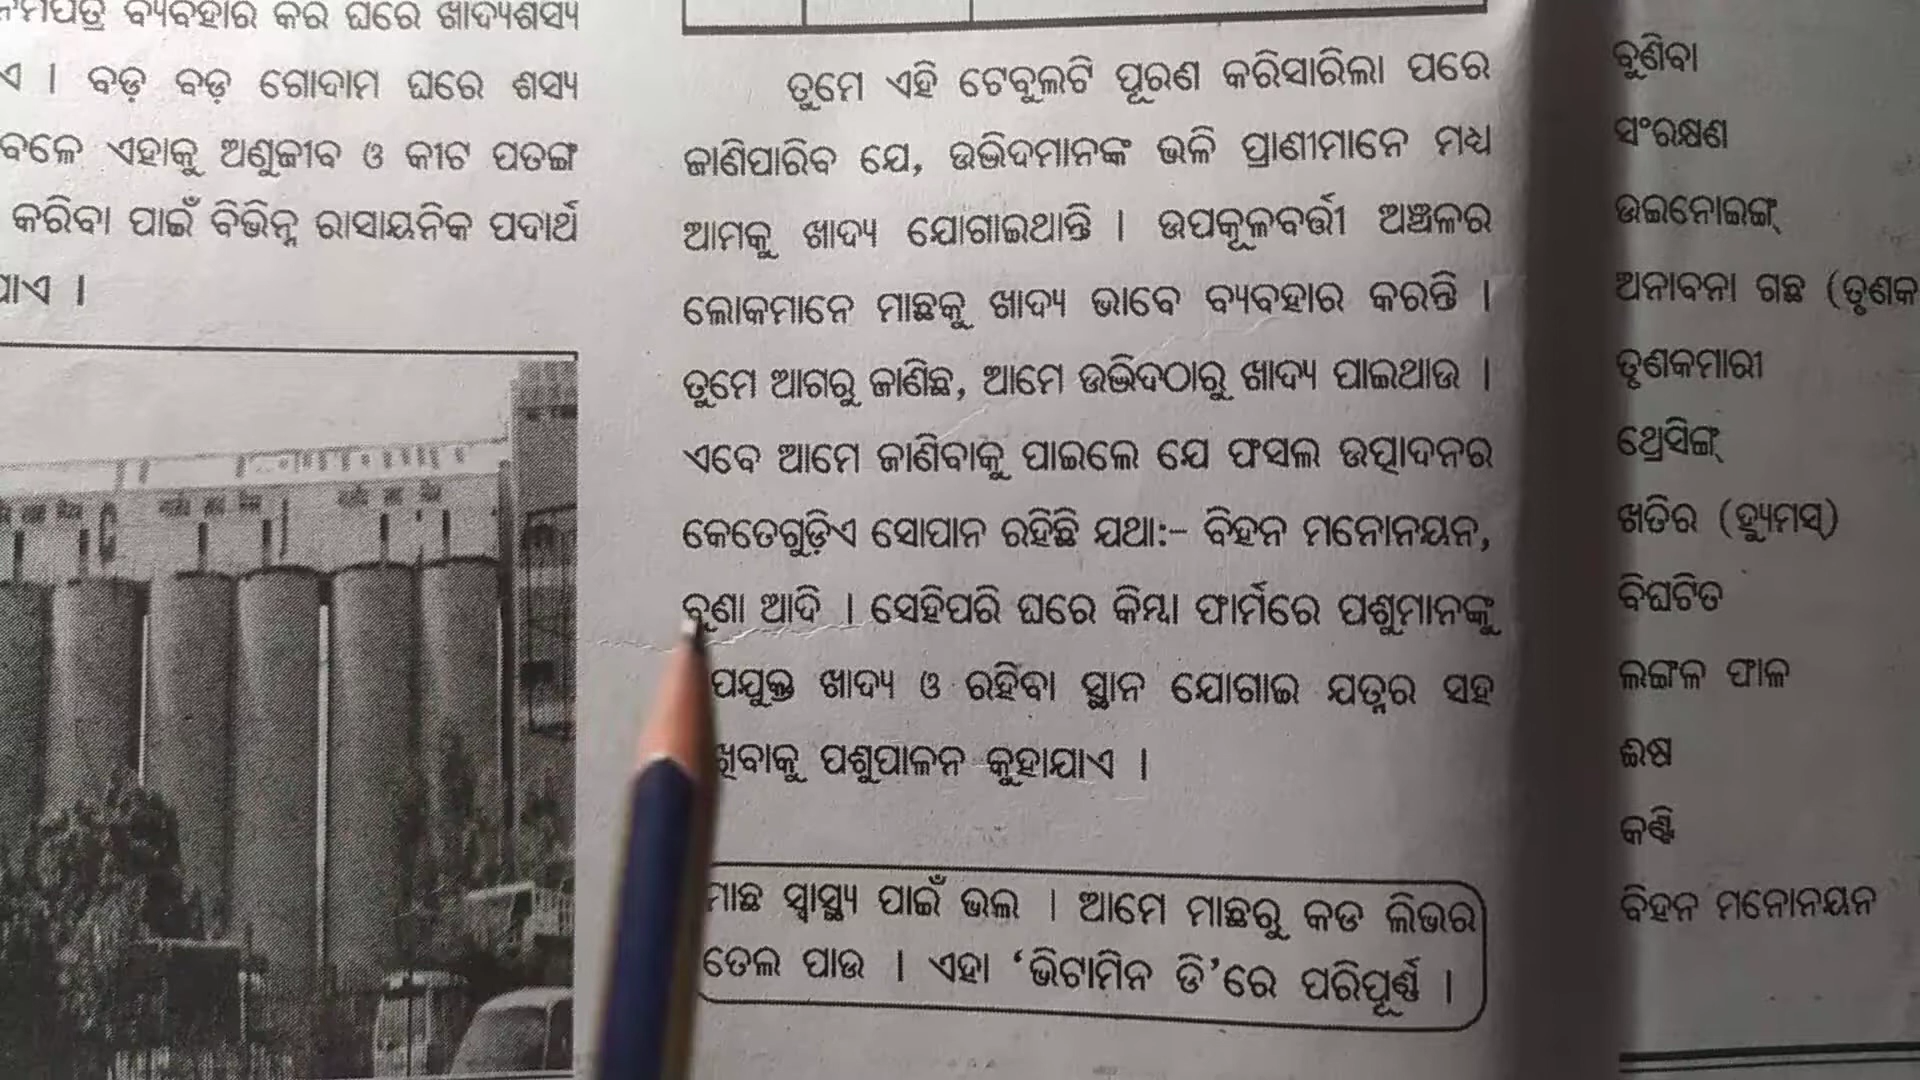 ବ୍ୟବହାର କରି ଘରେ ଖାଦ୍ୟଶସ୍ୟ
ଏ । ବଡ଼ ବଡ଼ ଗୋଦାମ ଘରେ ଶସ୍ୟ
ବେଳେ ଏହାକୁ ଅଣୁଜୀବ ଓ କୀଟ ପତଙ୍ଗ
କରିବା ପାଇଁ ବିଭିନ୍ନ ରାସାୟନିକ ପଦାର୍ଥ
ଯାଏ ।
ତୁମେ ଏହି ଟେବୁଲଟି ପୂରଣ କରିସାରିଲା ପରେ
ଜାଣିପାରିବ ଯେ, ଉଦ୍ଭିଦମାନଙ୍କ ଭଳି ପ୍ରାଣୀମାନେ ମଧ୍ୟ
ଆମକୁ ଖାଦ୍ୟ ଯୋଗାଇଥାନ୍ତି । ଉପକୂଳବର୍ତ୍ତୀ ଅଞ୍ଚଳର
ଲୋକମାନେ ମାଛକୁ ଖାଦ୍ୟ ଭାବେ ବ୍ୟବହାର କରନ୍ତି ।
ତୁମେ ଆଗରୁ ଜାଣିଛ, ଆମେ ଉଦ୍ଭିଦଠାରୁ ଖାଦ୍ୟ ପାଇଥାଉ ।
ଏବେ ଆମେ ଜାଣିବାକୁ ପାଇଲେ ଯେ ଫସଲ ଉତ୍ପାଦନର
କେତେଗୁଡ଼ିଏ ସୋପାନ ରହିଛି ଯଥା:- ବିହନ ମନୋନୟନ,
ବୁଣା ଆଦି । ସେହିପରି ଘରେ କିମ୍ବା ଫାର୍ମରେ ପଶୁମାନଙ୍କୁ
ପଯୁକ୍ତ ଖାଦ୍ୟ ଓ ରହିବା ସ୍ଥାନ ଯୋଗାଇ ଯତ୍ନର ସହ
ଖିବାକୁ ପଶୁପାଳନ କୁହାଯାଏ ।
ମାଛ ସ୍ୱାସ୍ଥ୍ୟ ପାଇଁ ଭଲ । ଆମେ ମାଛରୁ କଡ ଲିଭର
ତେଲ ପାଉ । ଏହା ‘ଭିଟାମିନ ଡି’ରେ ପରିପୂର୍ଣ୍ଣ ।
ବୁଣିବା
ସଂରକ୍ଷଣ
ଉଇନୋଇଙ୍ଗ୍
ଅନାବନା ଗଛ (ତୃଣକ
ତୃଣକମାରୀ
ଥ୍ରେସିଙ୍ଗ୍
ଖତିର (ହ୍ୟୁମସ୍)
ବିଘଟିତ
ଲଙ୍ଗଳ ଫାଳ
ଈଷ
କଣ୍ଟି
ବିହନ ମନୋନୟନ